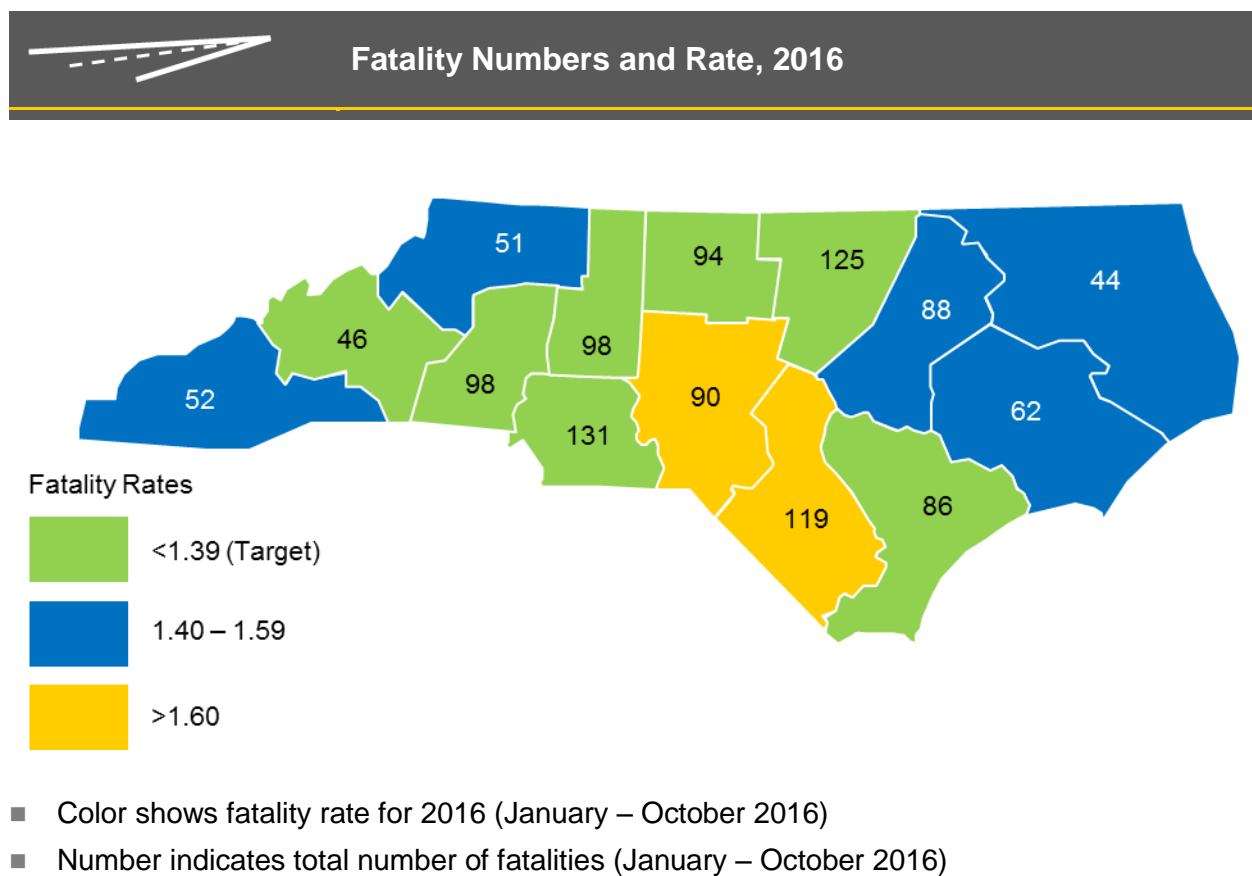 Fatality Numbers and Rate, 2016
51
94
125
44
88
46
98
98
52
90
62
131
119
86
Fatality Rates
<1.39 (Target)
1.40 – 1.59
>1.60
Color shows fatality rate for 2016 (January – October 2016)
Number indicates total number of fatalities (January – October 2016)